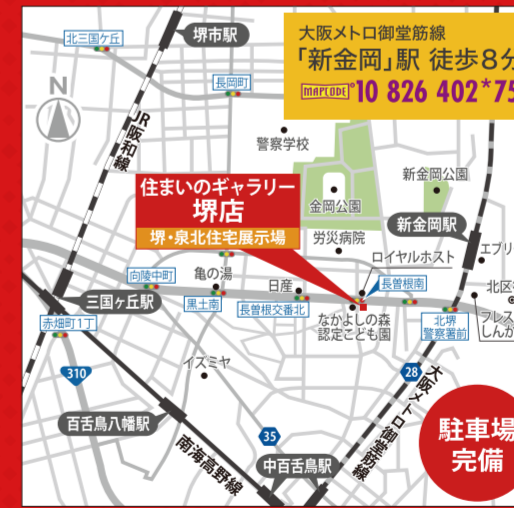 大阪メトロ御堂筋線
「新金岡」駅 徒歩8分
MAPCODE 10 826 402*75
北三国ケ丘
堺市駅
長岡町
N
JR阪和線
警察学校
金岡公園
新金岡公園
住まいのギャラリー
堺店
堺・泉北住宅展示場
労災病院
新金岡駅
ロイヤルホスト
エブリ
向陵中町
亀の湯
日産
長曽根南
北区
三国ヶ丘駅
黒土南
長曽根交番北
なかよしの森
認定こども園
北堺
警察署前
フレス
しんか
赤畑町1丁
イズミヤ
310
28
大阪メトロ御堂筋線
百舌鳥八幡駅
35
南海高野線
中百舌鳥駅
駐車場
完備